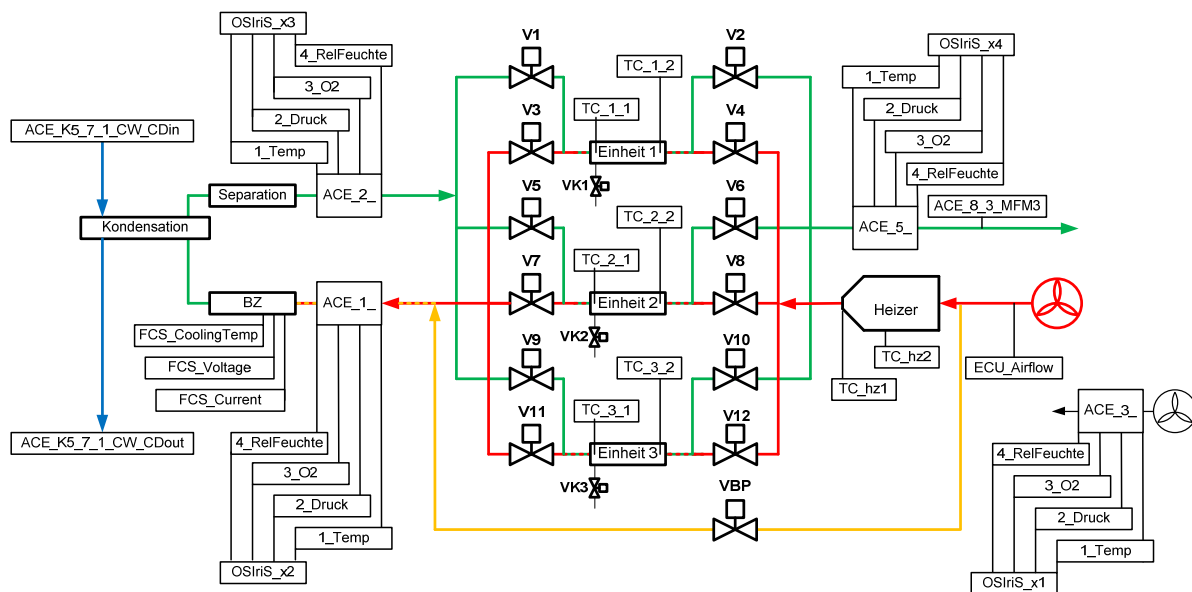 OSIriS_x3
4_RelFeuchte
3_O2
2_Druck
1_Temp
ACE_K5_7_1_CW_CDin
Separation
ACE_2_
Kondensation
BZ
ACE_1_
FCS_CoolingTemp
FCS_Voltage
FCS_Current
ACE_K5_7_1_CW_CDout
4_RelFeuchte
3_O2
2_Druck
1_Temp
OSIriS_x2
V1
V2
TC_1_2
V3
TC_1_1
V4
Einheit 1
VK1
V5
V6
TC_2_2
V7
TC_2_1
V8
Einheit 2
VK2
V9
V10
TC_3_2
V11
TC_3_1
V12
Einheit 3
VK3
VBP
OSIriS_x4
1_Temp
2_Druck
3_O2
4_RelFeuchte
ACE_5_
ACE_8_3_MFM3
Heizer
TC_hz2
TC_hz1
ECU_Airflow
ACE_3_
4_RelFeuchte
3_O2
2_Druck
1_Temp
OSIriS_x1